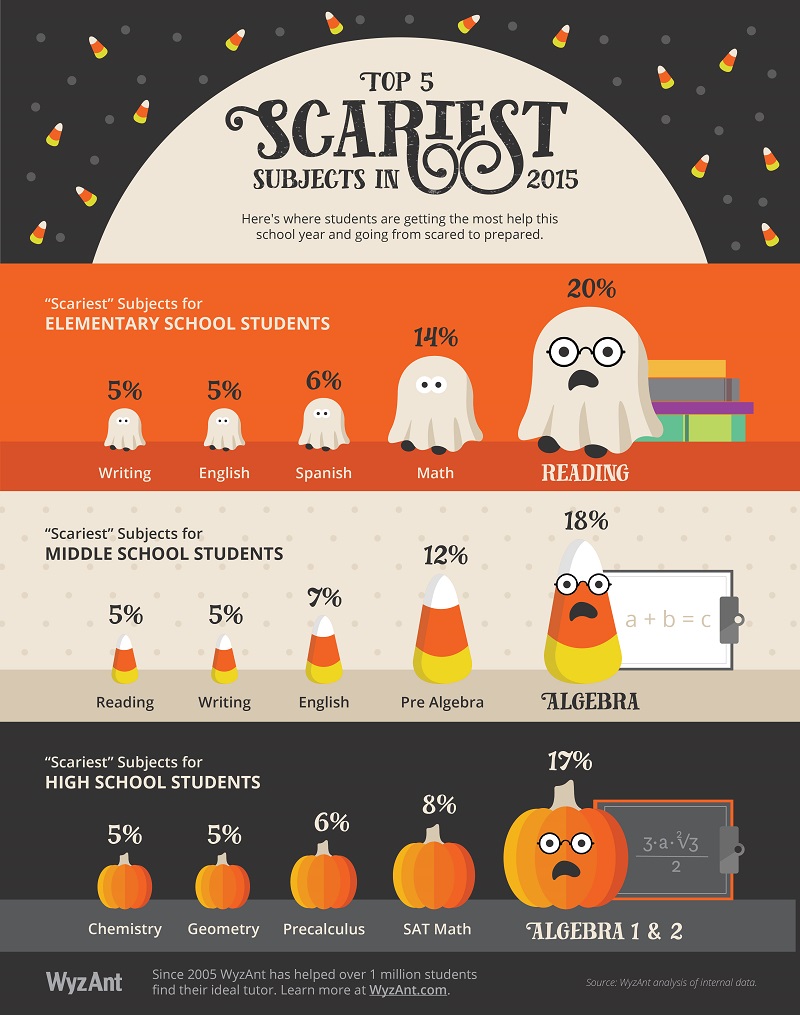 TOP 5
SCARIEST
SUBJECTS IN 2015
Here's where students are getting the most help this
school year and going from scared to prepared.
“Scariest” Subjects for
ELEMENTARY SCHOOL STUDENTS
5%
5%
6%
14%
20%
Writing
English
Spanish
Math
READING
“Scariest” Subjects for
MIDDLE SCHOOL STUDENTS
5%
5%
7%
12%
18%
a + b = c
Reading
Writing
English
Pre Algebra
ALGEBRA
“Scariest” Subjects for
HIGH SCHOOL STUDENTS
5%
5%
6%
8%
17%
3·a·²√3
2
Chemistry
Geometry
Precalculus
SAT Math
ALGEBRA 1 & 2
WyzAnt
Since 2005 WyzAnt has helped over 1 million students
find their ideal tutor. Learn more at WyzAnt.com.
Source: WyzAnt analysis of internal data.